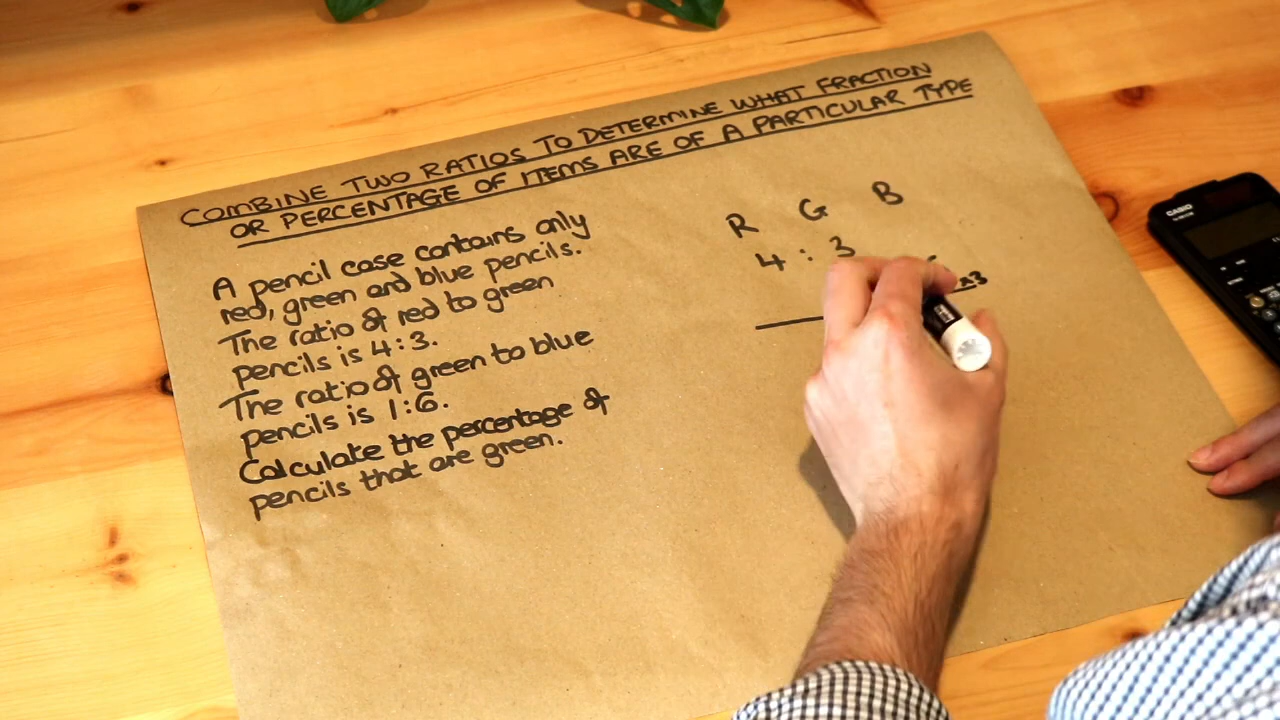 COMBINE TWO RATIOS TO DETERMINE WHAT FRACTION
OR PERCENTAGE OF ITEMS ARE OF A PARTICULAR TYPE
A pencil case contains only
red, green and blue pencils.
The ratio of red to green
pencils is 4:3.
The ratio of green to blue
pencils is 1:6.
Calculate the percentage of
pencils that are green.
R G B
4 : 3
×3
CASIO